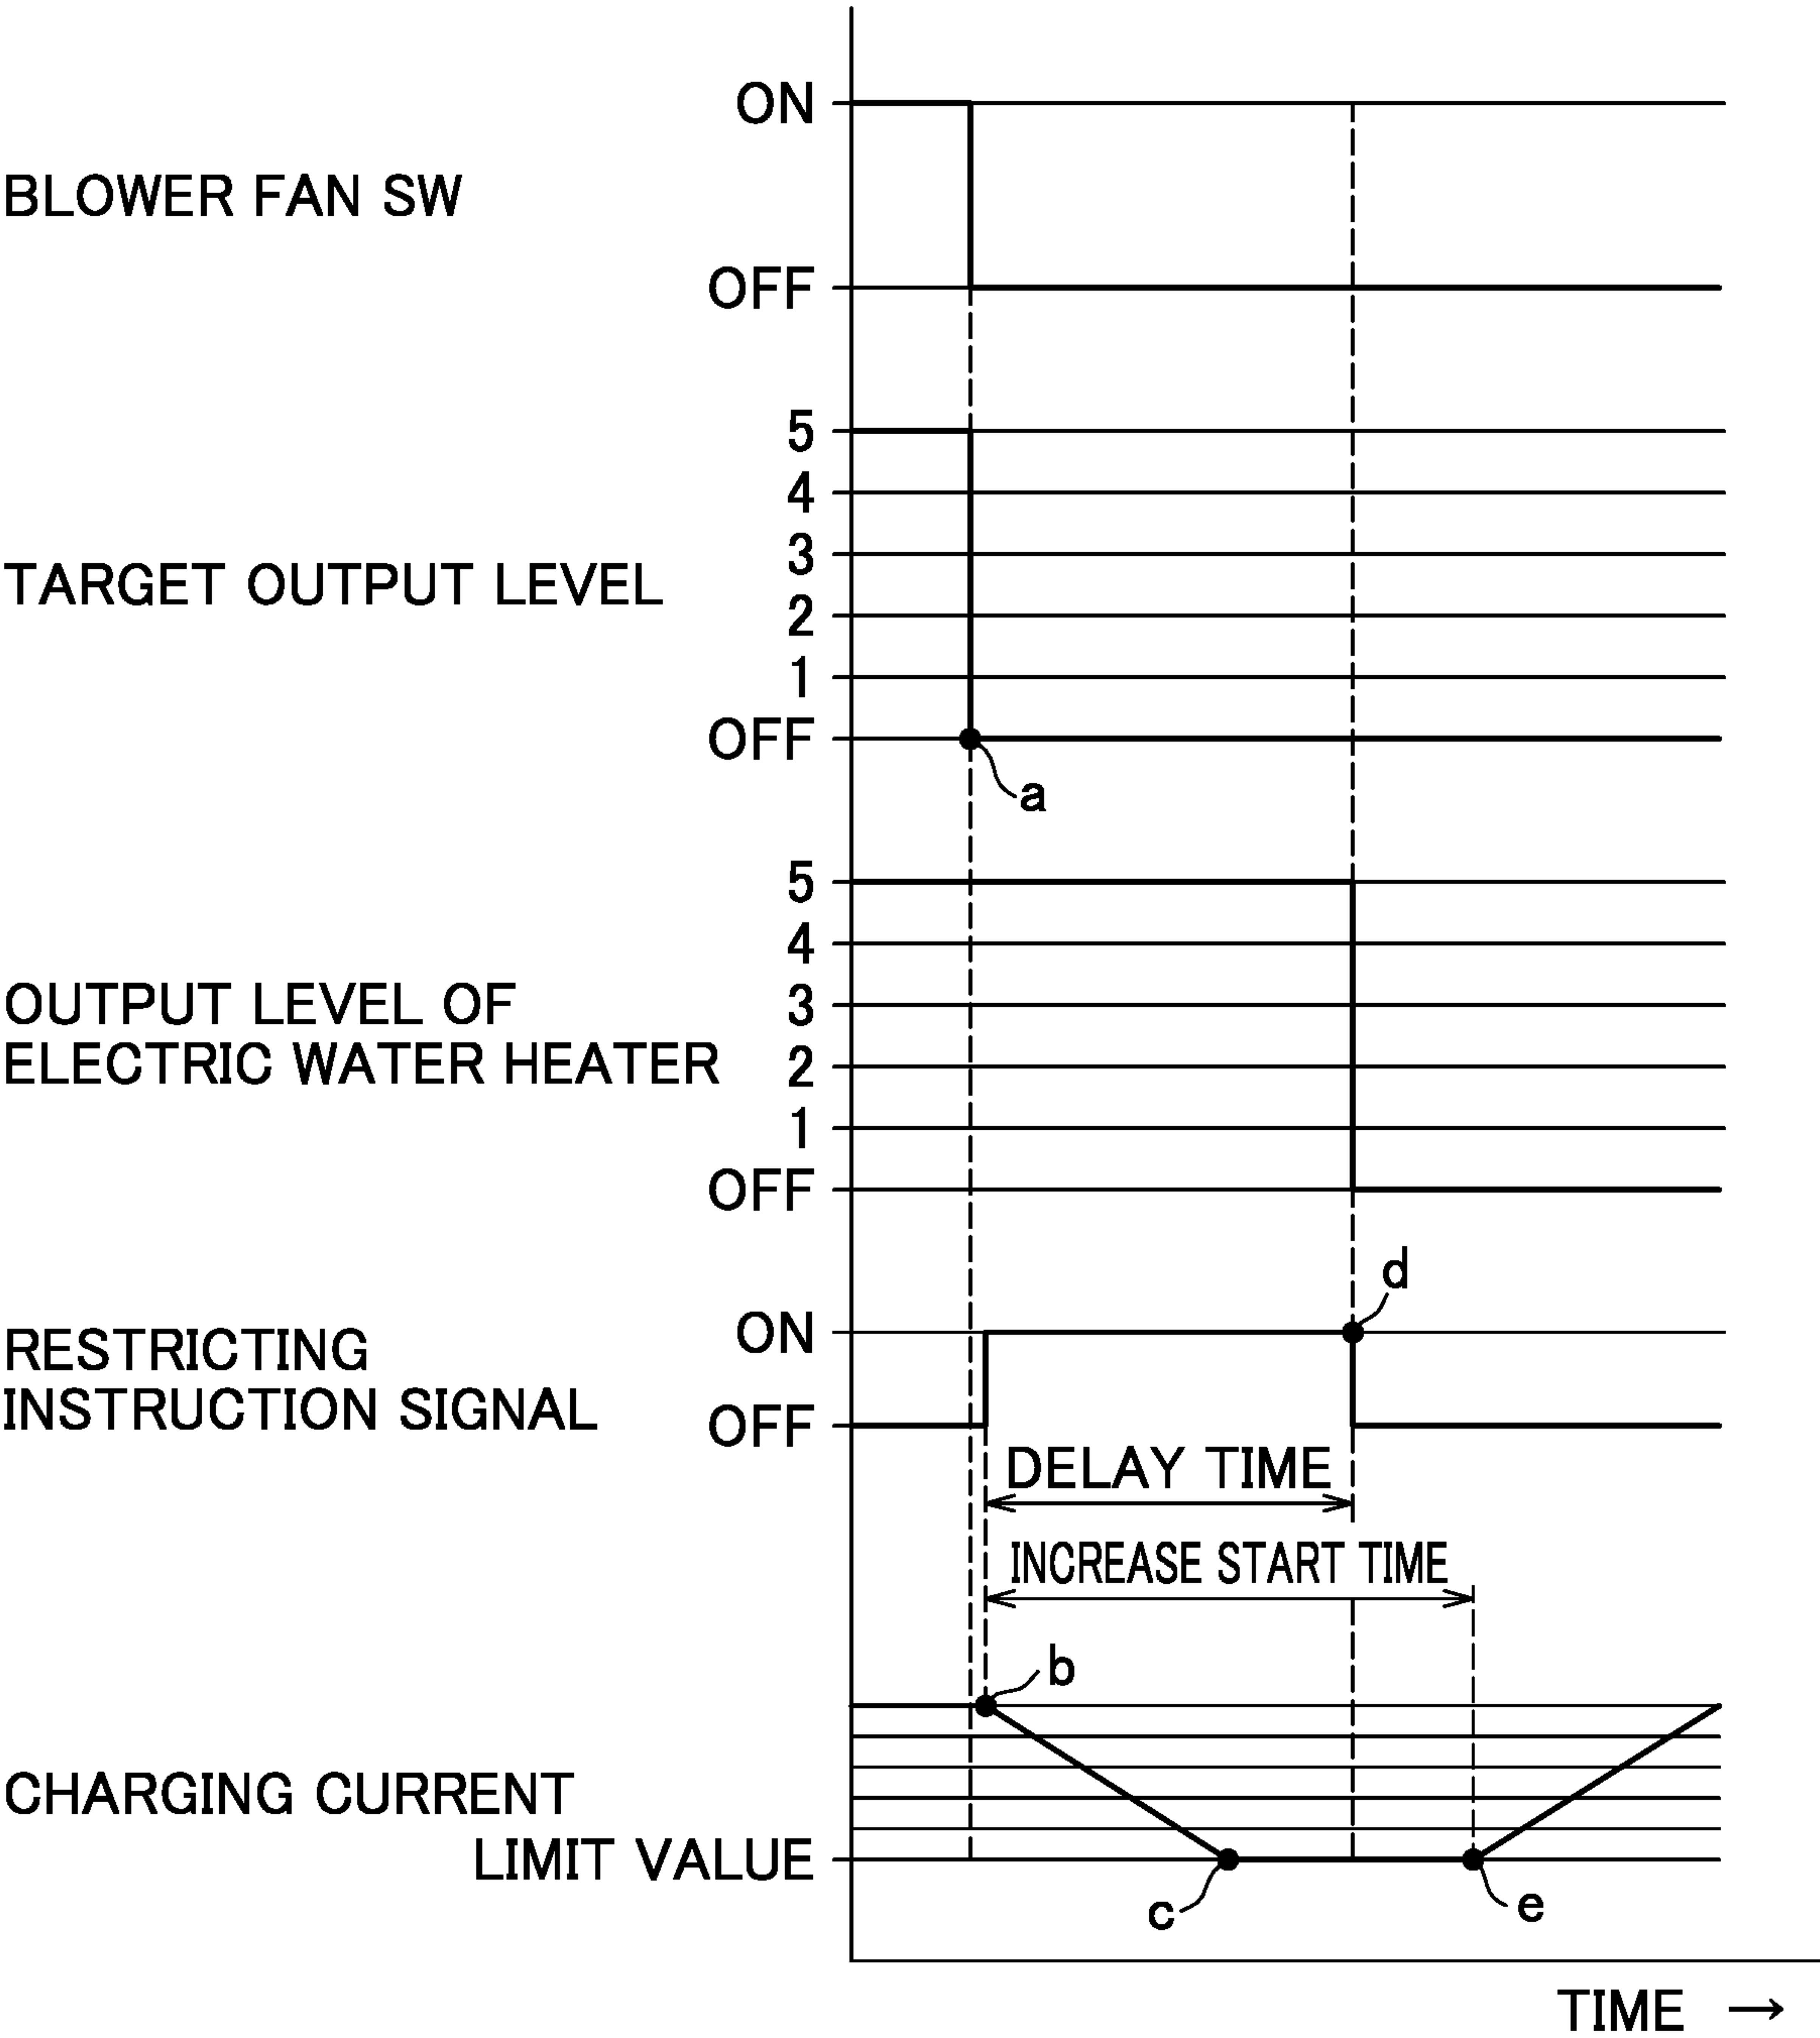 ON
BLOWER FAN SW
OFF
5
4
3
TARGET OUTPUT LEVEL
2
1
OFF
a
5
4
3
OUTPUT LEVEL OF
ELECTRIC WATER HEATER
2
1
OFF
d
ON
RESTRICTING
INSTRUCTION SIGNAL
OFF
DELAY TIME
INCREASE START TIME
b
CHARGING CURRENT
LIMIT VALUE
c
e
TIME →